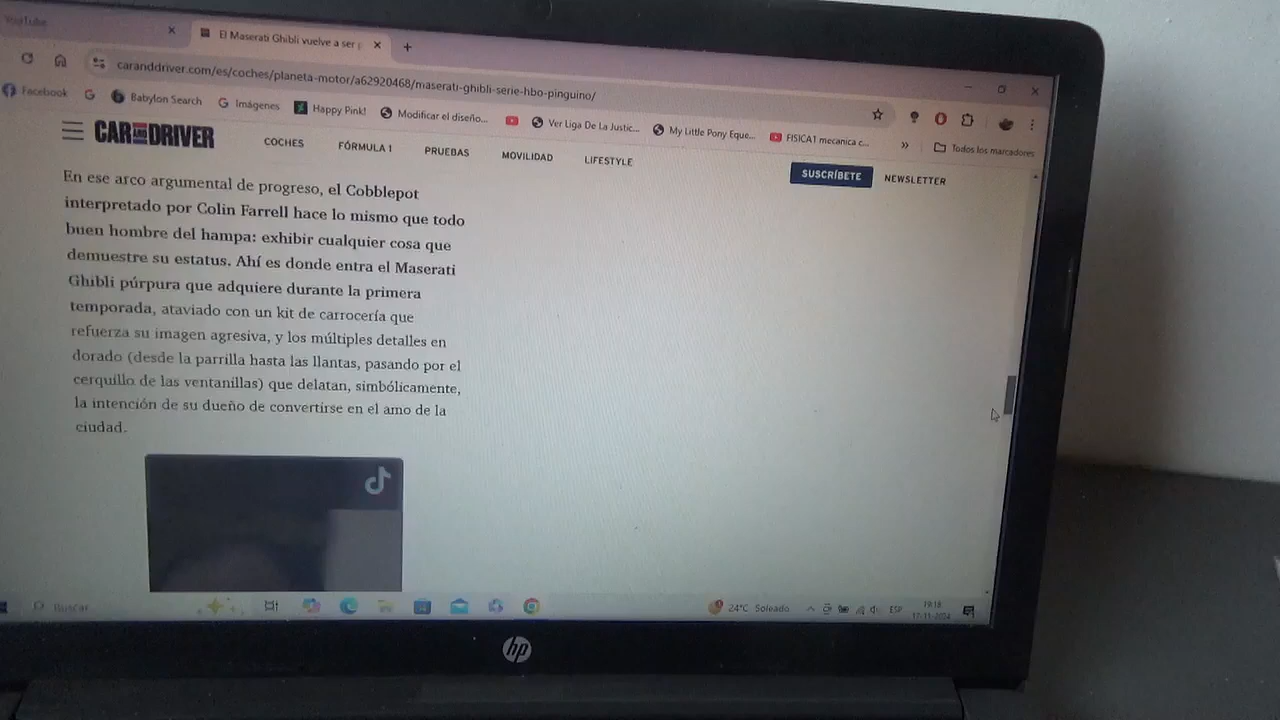 YouTube
El Maserati Ghibli vuelve a ser
caranddriver.com/es/coches/planeta-motor/a62920468/maserati-ghibli-serie-hbo-pinguino/
Facebook
Babylon Search
Imágenes
Happy Pink!
Modificar el diseño...
Ver Liga De La Justic...
My Little Pony Eque...
FISICA1 mecanica c...
Todos los marcadores
CAR AND DRIVER
COCHES
FÓRMULA 1
PRUEBAS
MOVILIDAD
LIFESTYLE
SUSCRÍBETE
NEWSLETTER
En ese arco argumental de progreso, el Cobblepot
interpretado por Colin Farrell hace lo mismo que todo
buen hombre del hampa: exhibir cualquier cosa que
demuestre su estatus. Ahí es donde entra el Maserati
Ghibli púrpura que adquiere durante la primera
temporada, ataviado con un kit de carrocería que
refuerza su imagen agresiva, y los múltiples detalles en
dorado (desde la parrilla hasta las llantas, pasando por el
cerquillo de las ventanillas) que delatan, simbólicamente,
la intención de su dueño de convertirse en el amo de la
ciudad.
Buscar
24°C Soleado
ESP
19:18
17-11-2024
hp